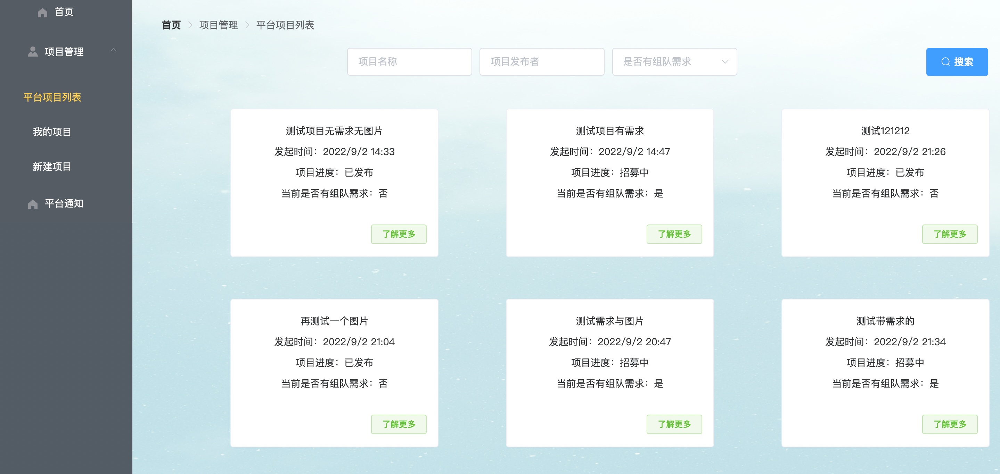 首页
项目管理
平台项目列表
我的项目
新建项目
平台通知
首页 > 项目管理 > 平台项目列表
项目名称
项目发布者
是否有组队需求
搜索
测试项目无需求无图片
发起时间：2022/9/2 14:33
项目进度：已发布
当前是否有组队需求：否
了解更多
测试项目有需求
发起时间：2022/9/2 14:47
项目进度：招募中
当前是否有组队需求：是
了解更多
测试121212
发起时间：2022/9/2 21:26
项目进度：已发布
当前是否有组队需求：否
了解更多
再测试一个图片
发起时间：2022/9/2 21:04
项目进度：已发布
当前是否有组队需求：否
了解更多
测试需求与图片
发起时间：2022/9/2 20:47
项目进度：招募中
当前是否有组队需求：是
了解更多
测试带需求的
发起时间：2022/9/2 21:34
项目进度：招募中
当前是否有组队需求：是
了解更多